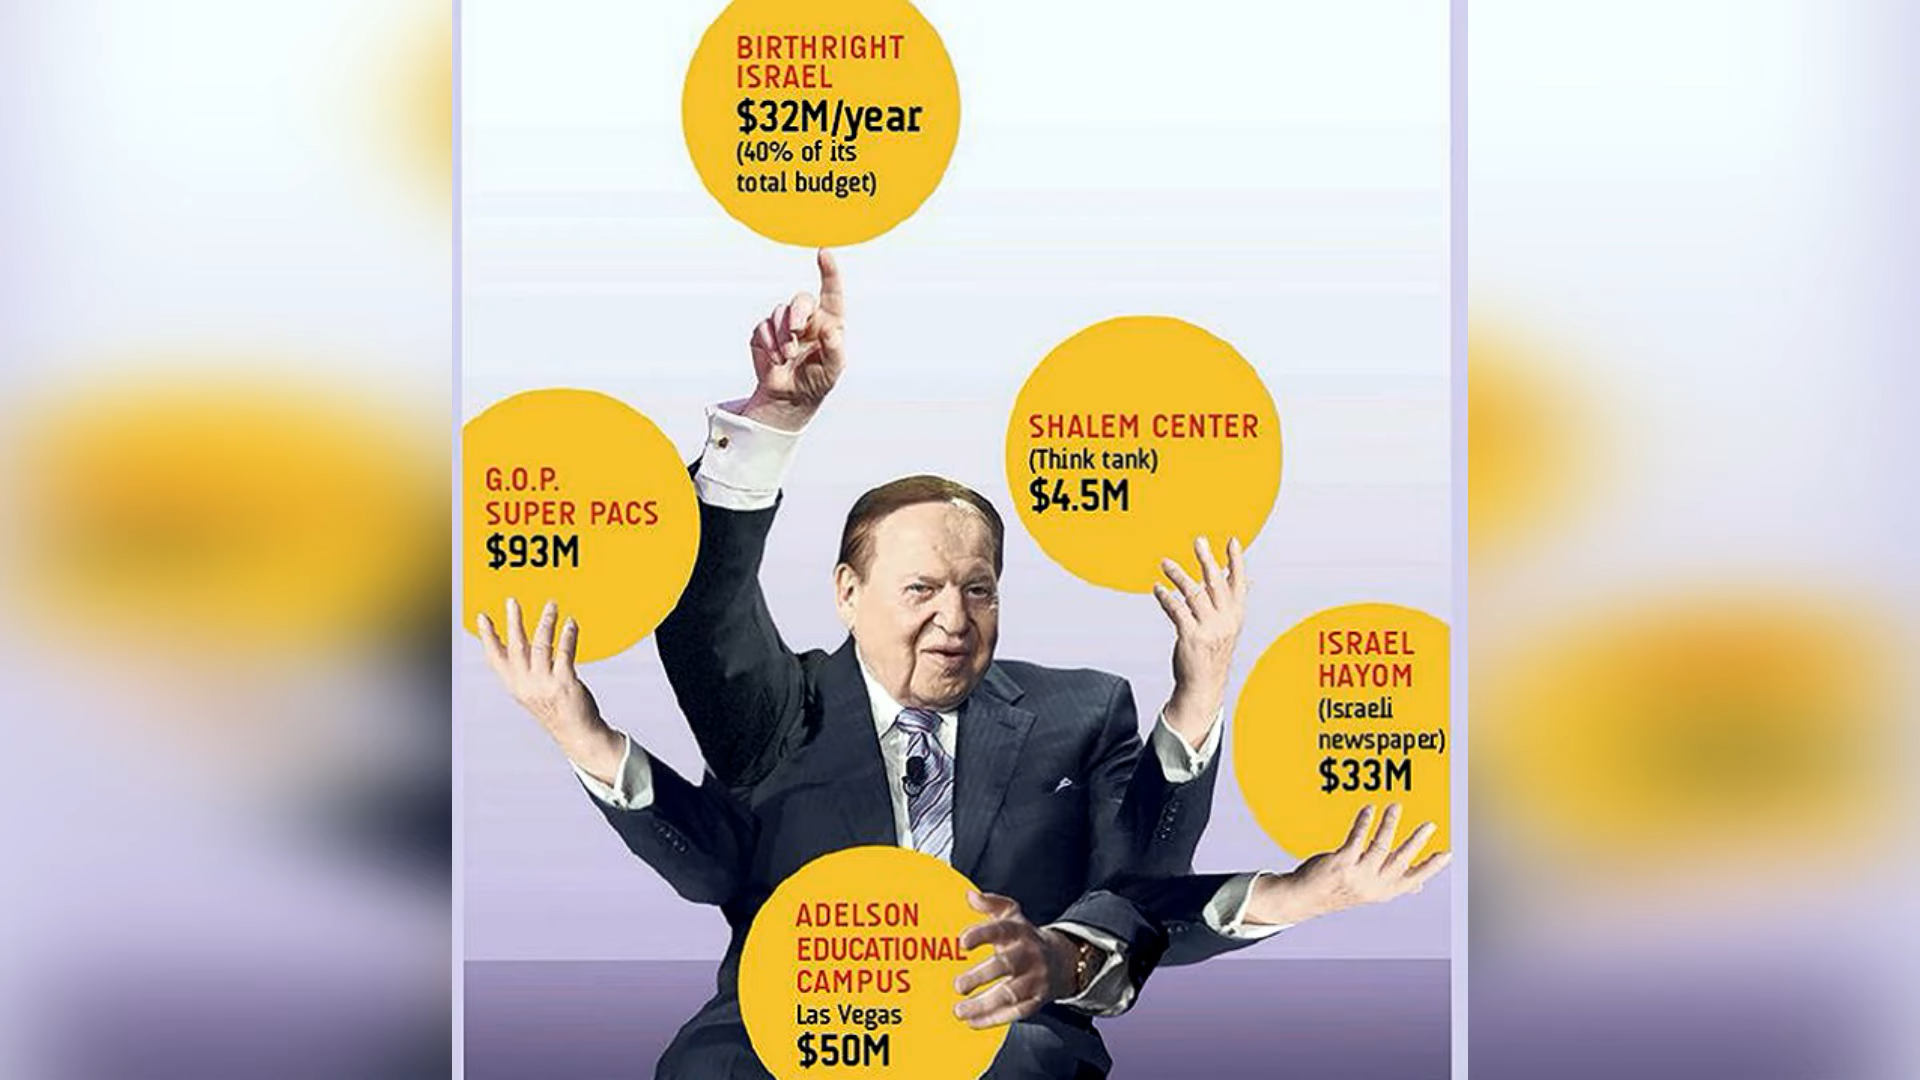 BIRTHRIGHT
ISRAEL
$32M/year
(40% of its
total budget)
G.O.P.
SUPER PACS
$93M
SHALEM CENTER
(Think tank)
$4.5M
ISRAEL
HAYOM
(Israeli
newspaper)
$33M
ADELSON
EDUCATIONAL
CAMPUS
Las Vegas
$50M